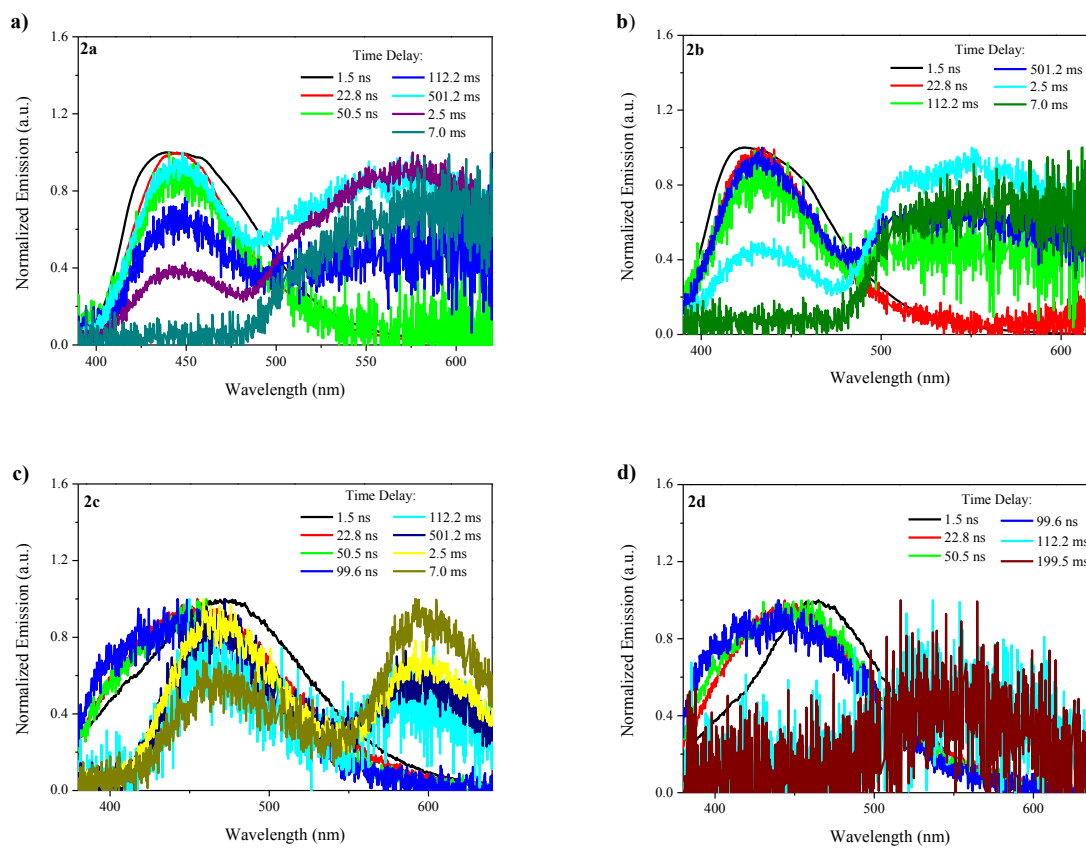 a)
2a
Time Delay:
1.5 ns 112.2 ms
22.8 ns 501.2 ms
50.5 ns 2.5 ms
7.0 ms
1.6
1.2
0.8
0.4
0.0
Normalized Emission (a.u.)
400 450 500 550 600
Wavelength (nm)
b)
2b
Time Delay:
1.5 ns 501.2 ms
22.8 ns 2.5 ms
112.2 ms 7.0 ms
1.6
1.2
0.8
0.4
0.0
Normalized Emission (a.u.)
400 500 600
Wavelength (nm)
c)
2c
Time Delay:
1.5 ns 112.2 ms
22.8 ns 501.2 ms
50.5 ns 2.5 ms
99.6 ns 7.0 ms
1.6
1.2
0.8
0.4
0.0
Normalized Emission (a.u.)
400 500 600
Wavelength (nm)
d)
2d
Time Delay:
1.5 ns 99.6 ns
22.8 ns 112.2 ms
50.5 ns 199.5 ms
1.6
1.2
0.8
0.4
0.0
Normalized Emission (a.u.)
400 500 600
Wavelength (nm)